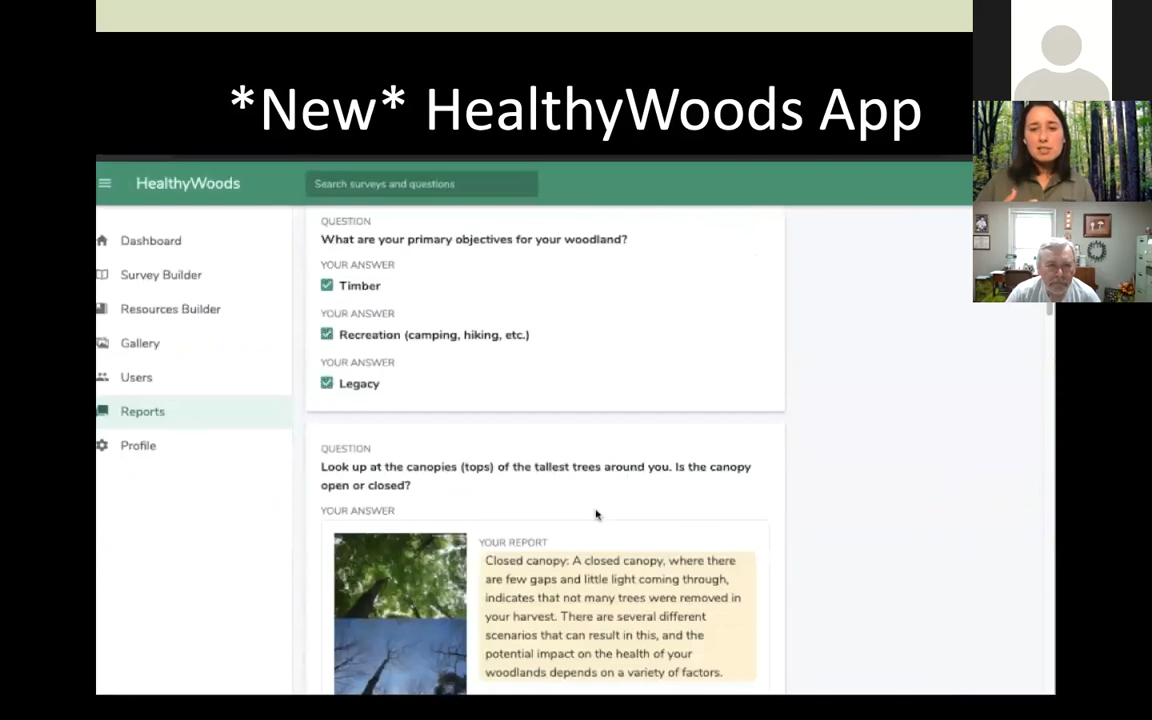 *New* HealthyWoods App
HealthyWoods
Search surveys and questions
Dashboard
Survey Builder
Resources Builder
Gallery
Users
Reports
Profile
QUESTION
What are your primary objectives for your woodland?
YOUR ANSWER
Timber
YOUR ANSWER
Recreation (camping, hiking, etc.)
YOUR ANSWER
Legacy
QUESTION
Look up at the canopies (tops) of the tallest trees around you. Is the canopy
open or closed?
YOUR ANSWER
YOUR REPORT
Closed canopy: A closed canopy, where there
are few gaps and little light coming through,
indicates that not many trees were removed in
your harvest. There are several different
scenarios that can result in this, and the
potential impact on the health of your
woodlands depends on a variety of factors.